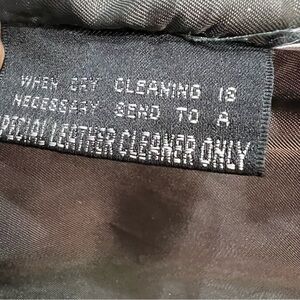 WHEN DRY CLEANING IS
NECESSARY SEND TO A
SPECIAL LEATHER CLEANER ONLY